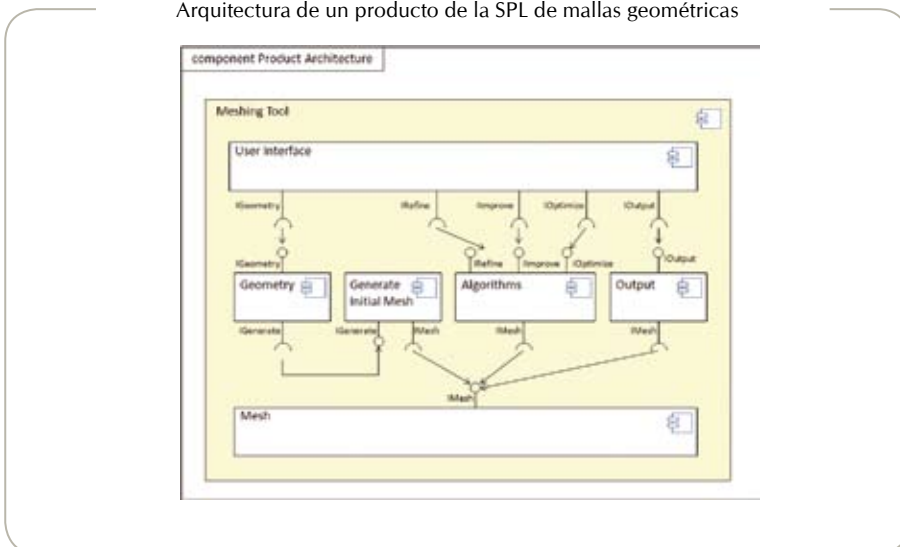 Arquitectura de un producto de la SPL de mallas geométricas
component Product Architecture
Meshing Tool
User Interface
IGeometry IRefine IImprove IOptimize IOutput
IGeometry IRefine IImprove IOptimize IOutput
Geometry Generate Algorithms Output
Initial Mesh
IGenerate IGenerate IMesh IMesh IMesh
IMesh
Mesh